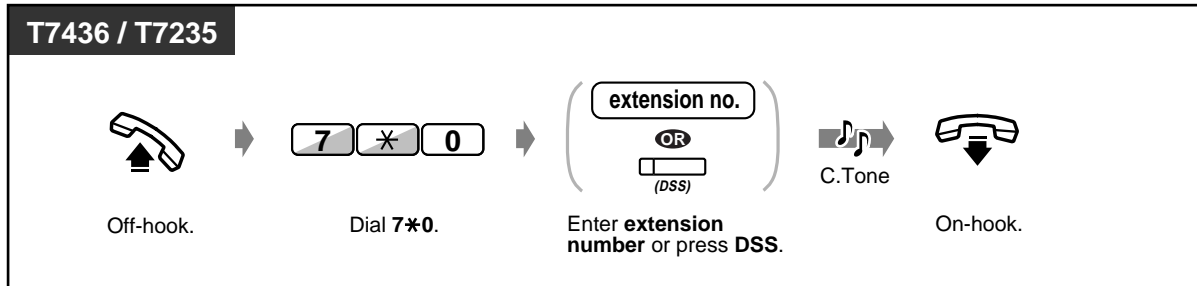 T7436 / T7235
7 * 0
extension no.
OR
(DSS)
C.Tone
Off-hook.
Dial 7*0.
Enter extension
number or press DSS.
On-hook.